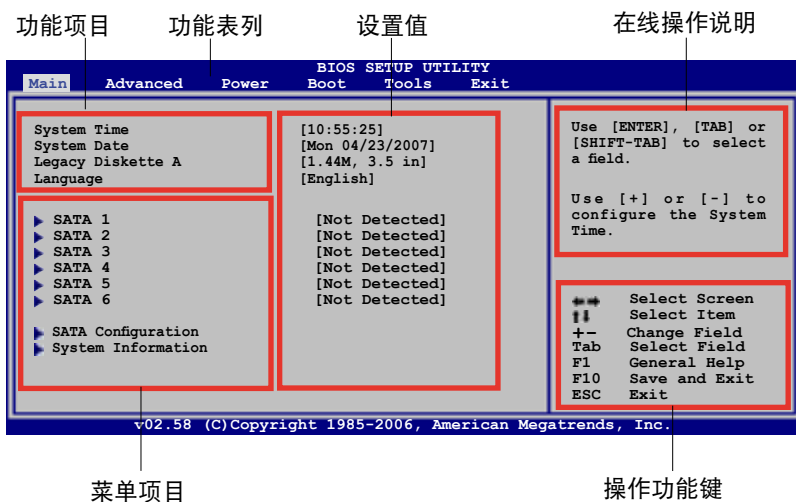 功能项目 功能表列 设置值 在线操作说明
BIOS SETUP UTILITY
Main Advanced Power Boot Tools Exit
System Time [10:55:25]
System Date [Mon 04/23/2007]
Legacy Diskette A [1.44M, 3.5 in]
Language [English]
SATA 1 [Not Detected]
SATA 2 [Not Detected]
SATA 3 [Not Detected]
SATA 4 [Not Detected]
SATA 5 [Not Detected]
SATA 6 [Not Detected]
SATA Configuration
System Information
Use [ENTER], [TAB] or
[SHIFT-TAB] to select
a field.
Use [+] or [-] to
configure the System
Time.
←→ Select Screen
↑↓ Select Item
+- Change Field
Tab Select Field
F1 General Help
F10 Save and Exit
ESC Exit
v02.58 (C)Copyright 1985-2006, American Megatrends, Inc.
菜单项目 操作功能键